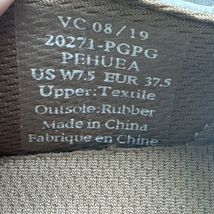 VC 08/19
20271-PGPG
PEHUEA
US W7.5 EUR 37.5
Upper: Textile
Outsole: Rubber
Made in China
Fabriqué en Chine